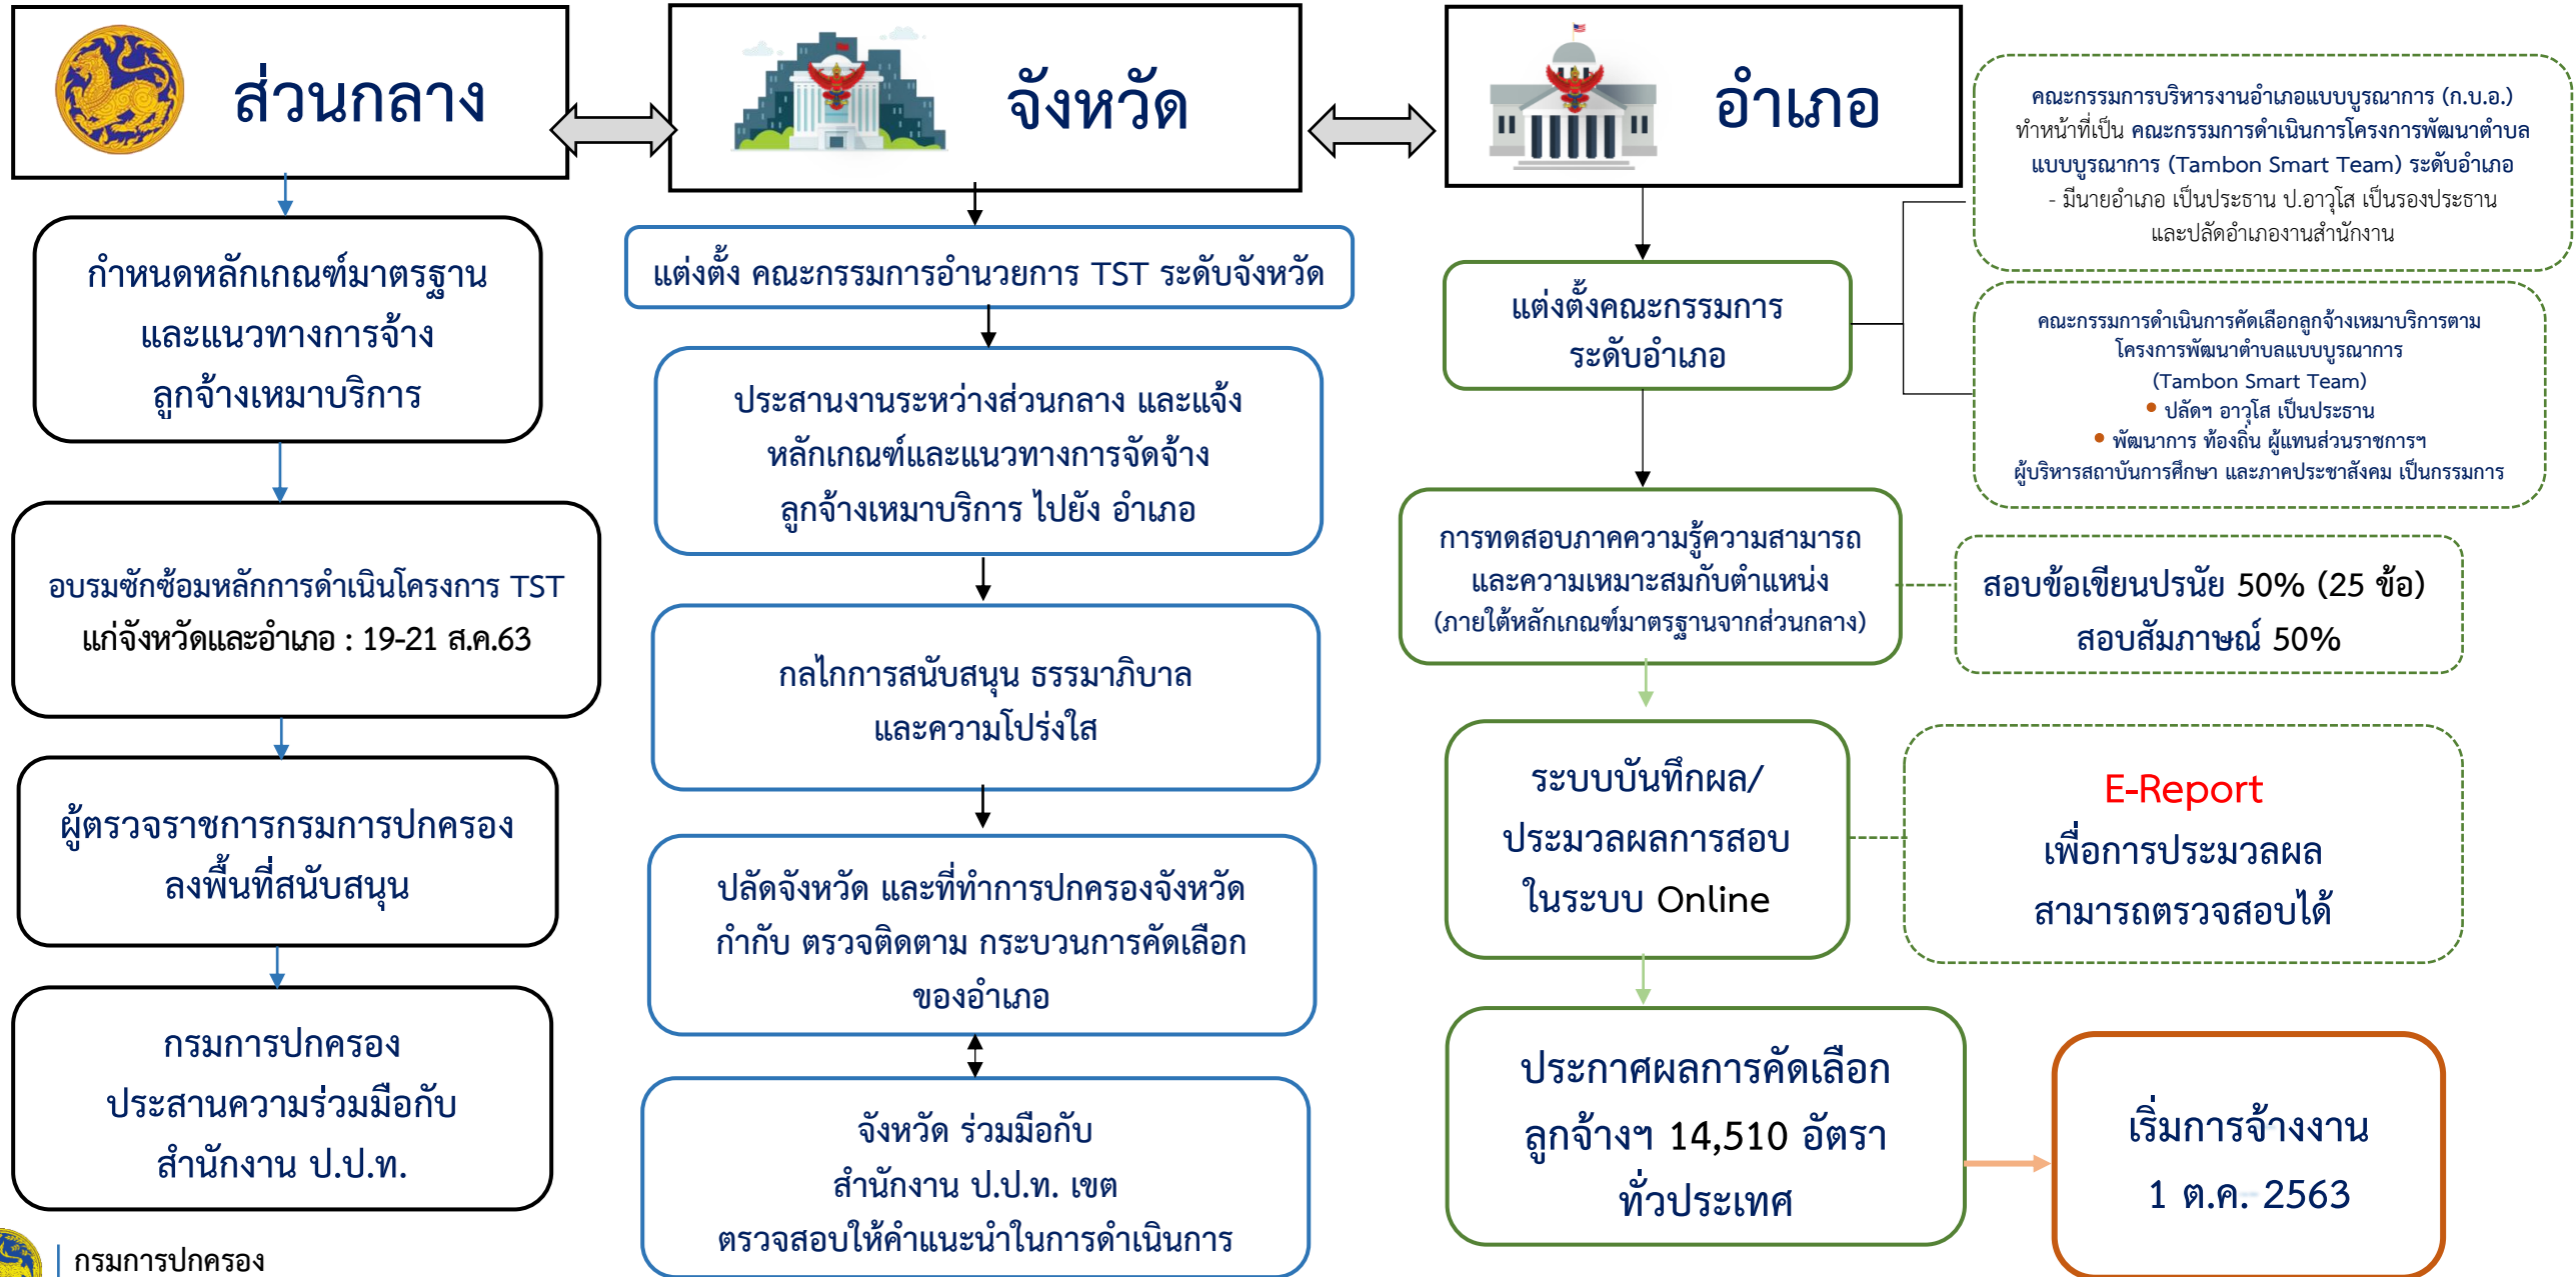 ส่วนกลาง
กำหนดหลักเกณฑ์มาตรฐาน
และแนวทางการจ้าง
ลูกจ้างเหมาบริการ
อบรมซักซ้อมหลักการดำเนินโครงการ TST
แก่จังหวัดและอำเภอ : 19-21 ส.ค.63
ผู้ตรวจราชการกรมการปกครอง
ลงพื้นที่สนับสนุน
กรมการปกครอง
ประสานความร่วมมือกับ
สำนักงาน ป.ป.ท.
จังหวัด
แต่งตั้ง คณะกรรมการอำนวยการ TST ระดับจังหวัด
ประสานงานระหว่างส่วนกลาง และแจ้ง
หลักเกณฑ์และแนวทางการจัดจ้าง
ลูกจ้างเหมาบริการ ไปยัง อำเภอ
กลไกการสนับสนุน ธรรมาภิบาล
และความโปร่งใส
ปลัดจังหวัด และที่ทำการปกครองจังหวัด
กำกับ ตรวจติดตาม กระบวนการคัดเลือก
ของอำเภอ
จังหวัด ร่วมมือกับ
สำนักงาน ป.ป.ท. เขต
ตรวจสอบให้คำแนะนำในการดำเนินการ
อำเภอ
แต่งตั้งคณะกรรมการ
ระดับอำเภอ
คณะกรรมการบริหารงานอำเภอแบบบูรณาการ (ก.บ.อ.)
ทำหน้าที่เป็น คณะกรรมการดำเนินการโครงการพัฒนาตำบล
แบบบูรณาการ (Tambon Smart Team) ระดับอำเภอ
- มีนายอำเภอ เป็นประธาน ป.อาวุโส เป็นรองประธาน
และปลัดอำเภองานสำนักงาน
คณะกรรมการดำเนินการคัดเลือกลูกจ้างเหมาบริการตาม
โครงการพัฒนาตำบลแบบบูรณาการ
(Tambon Smart Team)
• ปลัดฯ อาวุโส เป็นประธาน
• พัฒนาการ ท้องถิ่น ผู้แทนส่วนราชการฯ
ผู้บริหารสถาบันการศึกษา และภาคประชาสังคม เป็นกรรมการ
การทดสอบภาคความรู้ความสามารถ
และความเหมาะสมกับตำแหน่ง
(ภายใต้หลักเกณฑ์มาตรฐานจากส่วนกลาง)
สอบข้อเขียนปรนัย 50% (25 ข้อ)
สอบสัมภาษณ์ 50%
ระบบบันทึกผล/
ประมวลผลการสอบ
ในระบบ Online
E-Report
เพื่อการประมวลผล
สามารถตรวจสอบได้
ประกาศผลการคัดเลือก
ลูกจ้างฯ 14,510 อัตรา
ทั่วประเทศ
เริ่มการจ้างงาน
1 ต.ค. 2563
กรมการปกครอง